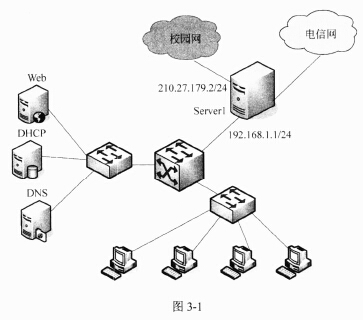 校园网
电信网
210.27.179.2/24
Server1
192.168.1.1/24
Web
DHCP
DNS
图 3-1